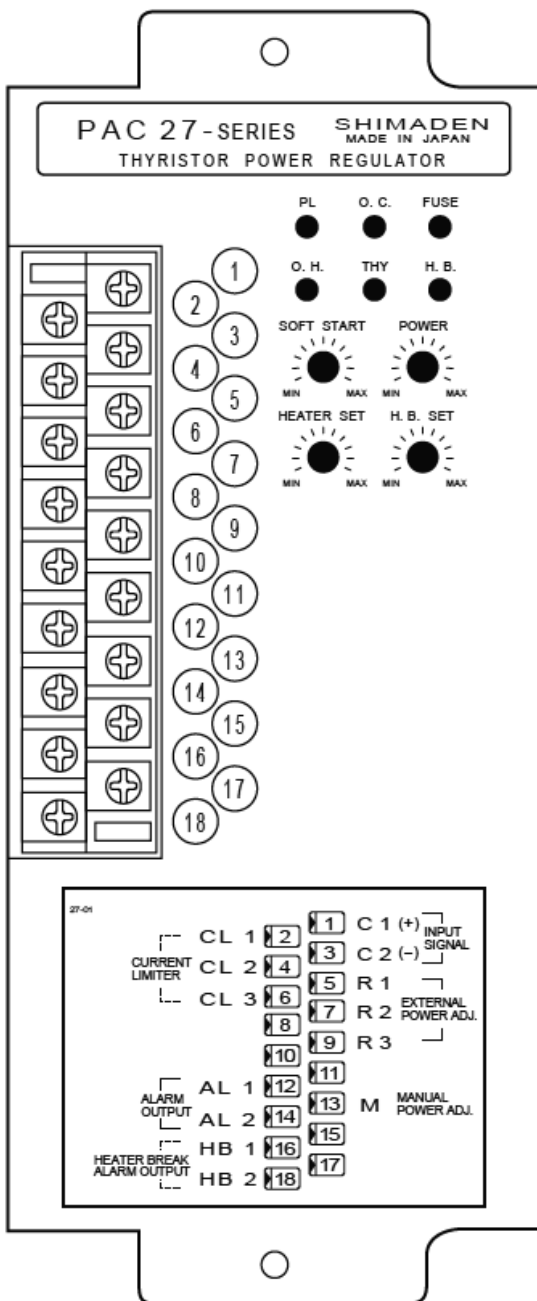 PAC 27-SERIES SHIMADEN
MADE IN JAPAN
THYRISTOR POWER REGULATOR
PL O. C. FUSE
O. H. THY H. B.
SOFT START POWER
MIN MAX MIN MAX
HEATER SET H. B. SET
MIN MAX MIN MAX
1
2
3
4
5
6
7
8
9
10
11
12
13
14
15
16
17
18
27-01
1 C 1 (+) INPUT
CL 1 2
3 C 2 (−) SIGNAL
CURRENT CL 2 4
LIMITER
5 R 1
CL 3 6
7 R 2 EXTERNAL
POWER ADJ.
8
9 R 3
10
11
AL 1 12
ALARM
OUTPUT
13 M MANUAL
POWER ADJ.
AL 2 14
15
HB 1 16
HEATER BREAK
ALARM OUTPUT
17
HB 2 18